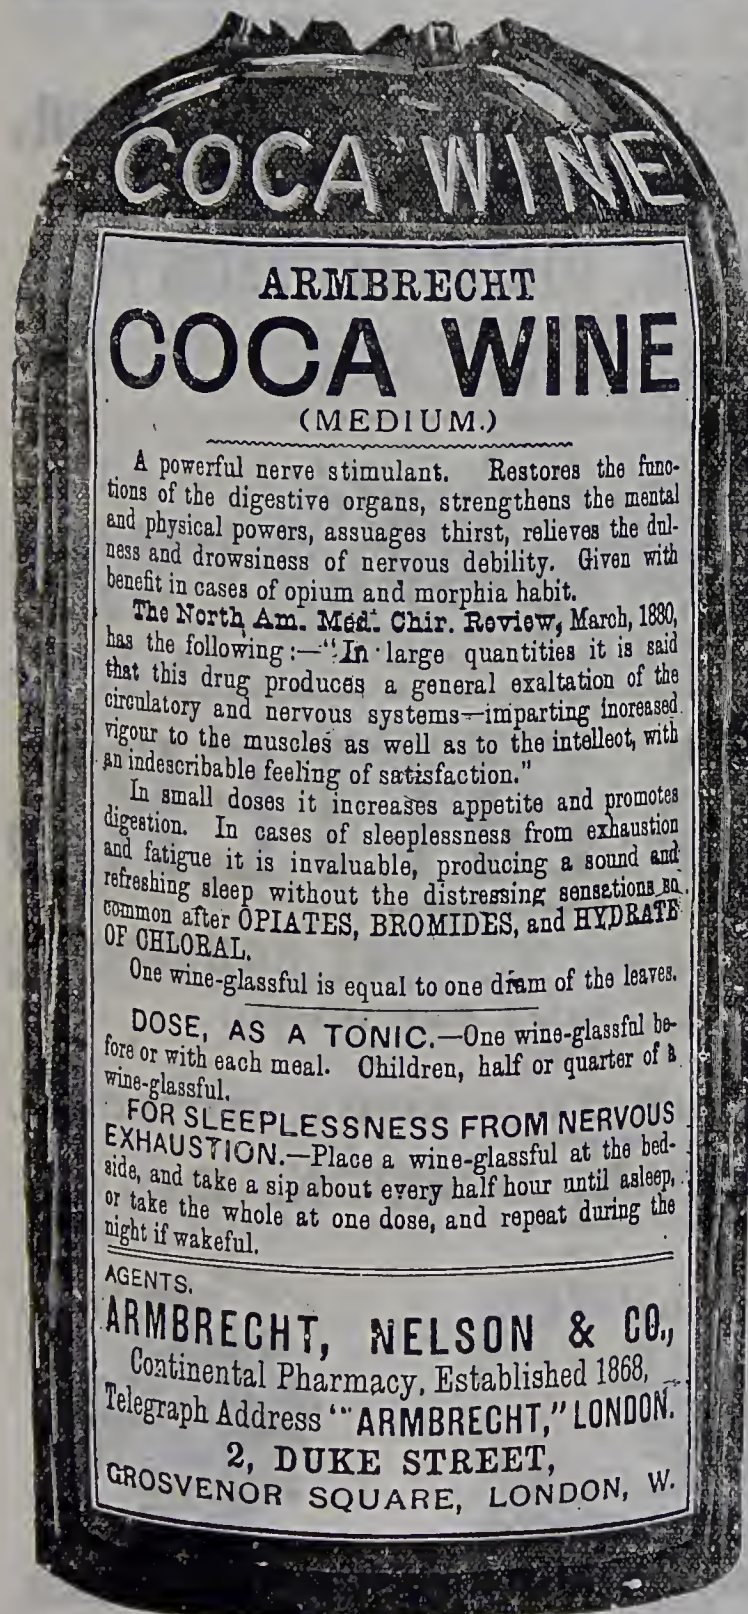 COCA WINE
ARMBRECHT
COCA WINE
(MEDIUM.)
A powerful nerve stimulant. Restores the func-
tions of the digestive organs, strengthens the mental
and physical powers, assuages thirst, relieves the dul-
ness and drowsiness of nervous debility. Given with
benefit in cases of opium and morphia habit.
The North Am. Med. Chir. Review, March, 1880,
has the following:—"In large quantities it is said
that this drug produces a general exaltation of the
circulatory and nervous systems—imparting increased
vigour to the muscles as well as to the intellect, with
an indescribable feeling of satisfaction."
In small doses it increases appetite and promotes
digestion. In cases of sleeplessness from exhaustion
and fatigue it is invaluable, producing a sound and
refreshing sleep without the distressing sensations so
common after OPIATES, BROMIDES, and HYDRATE
OF CHLORAL.
One wine-glassful is equal to one dram of the leaves.
DOSE, AS A TONIC.—One wine-glassful be-
fore or with each meal. Children, half or quarter of a
wine-glassful.
FOR SLEEPLESSNESS FROM NERVOUS
EXHAUSTION.—Place a wine-glassful at the bed-
side, and take a sip about every half hour until asleep,
or take the whole at one dose, and repeat during the
night if wakeful.
AGENTS.
ARMBRECHT, NELSON & CO.,
Continental Pharmacy, Established 1868,
Telegraph Address "ARMBRECHT," LONDON.
2, DUKE STREET,
GROSVENOR SQUARE, LONDON, W.